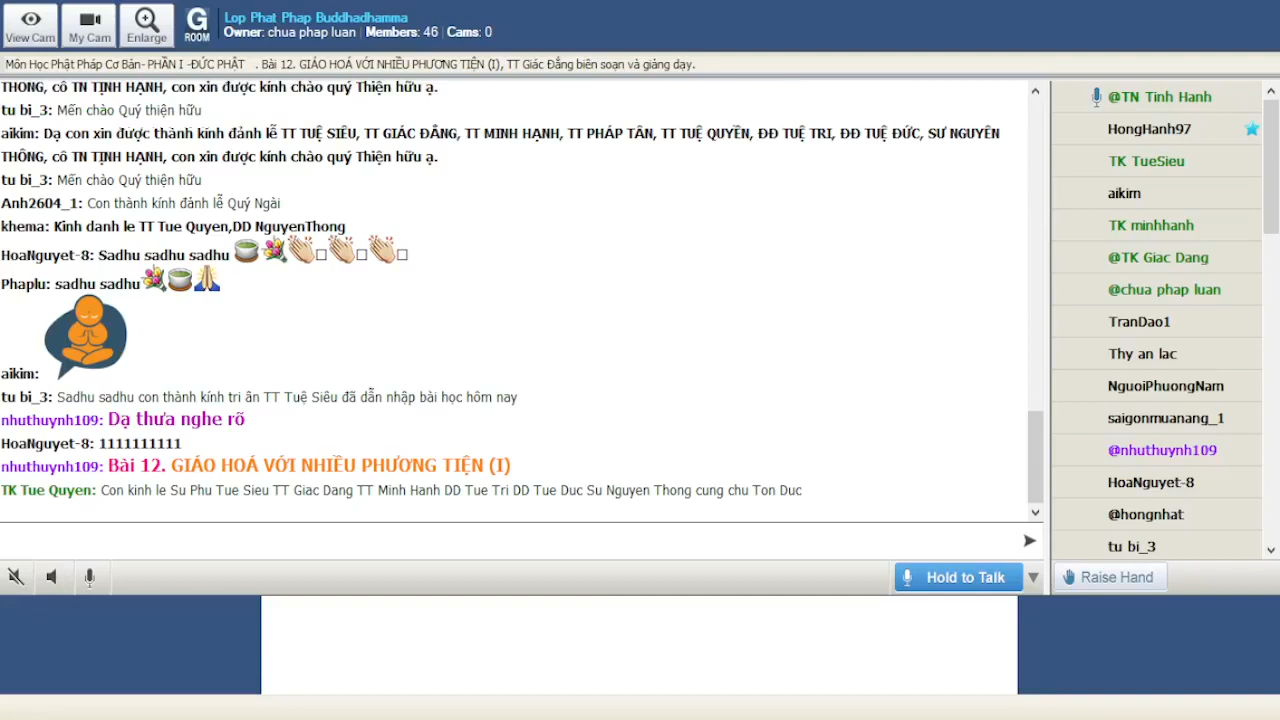 View Cam
My Cam
Enlarge
G
ROOM
Lop Phat Phap Buddhadhamma
Owner: chua phap luan | Members: 46 | Cams: 0
Môn Học Phật Pháp Cơ Bản- PHẦN I -ĐỨC PHẬT . Bài 12. GIÁO HOÁ VỚI NHIỀU PHƯƠNG TIỆN (I), TT Giác Đẳng biên soạn và giảng dạy.
THÔNG, cô TN TỊNH HẠNH, con xin được kính chào quý Thiện hữu ạ.
tu bi_3: Mến chào Quý thiện hữu
aikim: Dạ con xin được thành kính đảnh lễ TT TUỆ SIÊU, TT GIÁC ĐẲNG, TT MINH HẠNH, TT PHÁP TÂN, TT TUỆ QUYỀN, ĐĐ TUỆ TRI, ĐĐ TUỆ ĐỨC, SƯ NGUYÊN
THÔNG, cô TN TỊNH HẠNH, con xin được kính chào quý Thiện hữu ạ.
tu bi_3: Mến chào Quý thiện hữu
Anh2604_1: Con thành kính đảnh lễ Quý Ngài
khema: Kinh danh le TT Tue Quyen,DD NguyenThong
HoaNguyet-8: Sadhu sadhu sadhu
Phaplu: sadhu sadhu
aikim:
tu bi_3: Sadhu sadhu con thành kính tri ân TT Tuệ Siêu đã dẫn nhập bài học hôm nay
nhuthuynh109: Dạ thưa nghe rõ
HoaNguyet-8: 1111111111
nhuthuynh109: Bài 12. GIÁO HOÁ VỚI NHIỀU PHƯƠNG TIỆN (I)
TK Tue Quyen: Con kinh le Su Phu Tue Sieu TT Giac Dang TT Minh Hanh DD Tue Tri DD Tue Duc Su Nguyen Thong cung chu Ton Duc
@TN Tinh Hanh
HongHanh97
TK TueSieu
aikim
TK minhhanh
@TK Giac Dang
@chua phap luan
TranDao1
Thy an lac
NguoiPhuongNam
saigonmuanang_1
@nhuthuynh109
HoaNguyet-8
@hongnhat
tu bi_3
Hold to Talk
Raise Hand